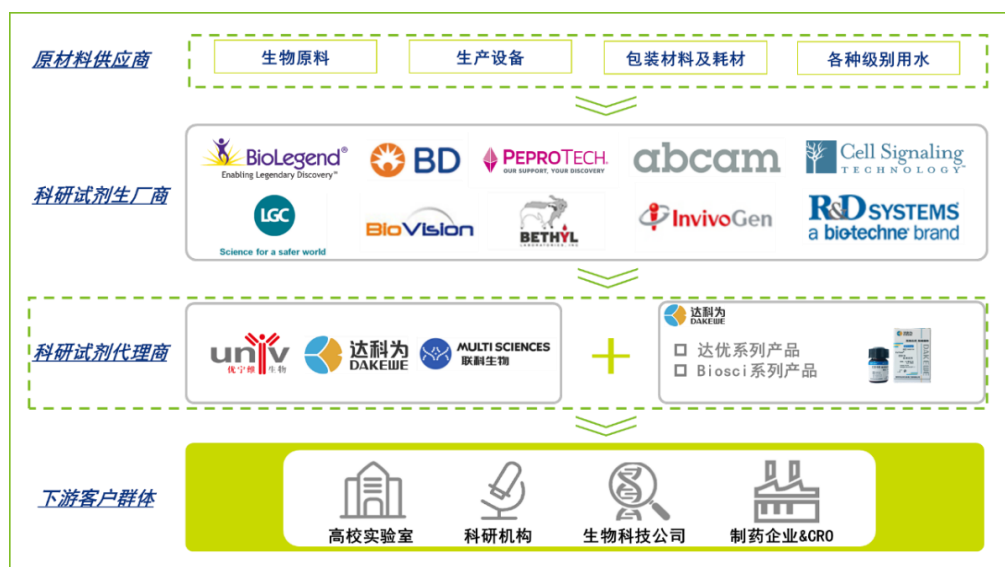 原材料供应商
生物原料
生产设备
包装材料及耗材
各种级别用水
科研试剂生厂商
BioLegend®
Enabling Legendary Discovery™
BD
PEPROTECH
OUR SUPPORT, YOUR DISCOVERY
abcam
Cell Signaling
TECHNOLOGY
LGC
Science for a safer world
BioVision
BETHYL
LABORATORIES, INC
InvivoGen
R&D SYSTEMS
a biotechne brand
科研试剂代理商
univ
优宁维 生物
达科为
DAKEWE
MULTI SCIENCES
联科生物
+
达科为
DAKEWE
达优系列产品
Biosci系列产品
下游客户群体
高校实验室
科研机构
生物科技公司
制药企业&CRO